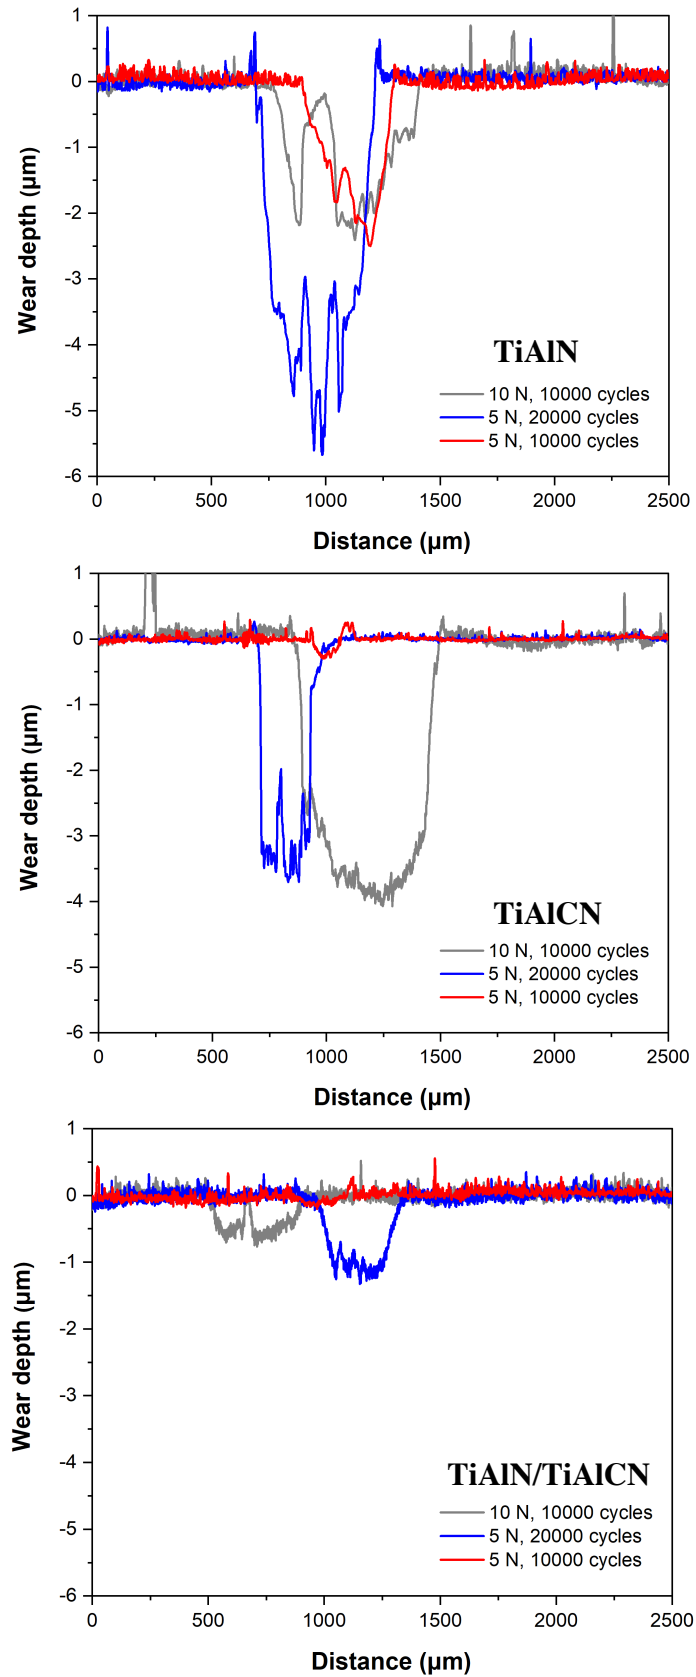 1
0
-1
-2
-3
-4
-5
-6
Wear depth (µm)
TiAlN
10 N, 10000 cycles
5 N, 20000 cycles
5 N, 10000 cycles
0 500 1000 1500 2000 2500
Distance (µm)
1
0
-1
-2
-3
-4
-5
-6
Wear depth (µm)
TiAlCN
10 N, 10000 cycles
5 N, 20000 cycles
5 N, 10000 cycles
0 500 1000 1500 2000 2500
Distance (µm)
1
0
-1
-2
-3
-4
-5
-6
Wear depth (µm)
TiAlN/TiAlCN
10 N, 10000 cycles
5 N, 20000 cycles
5 N, 10000 cycles
0 500 1000 1500 2000 2500
Distance (µm)